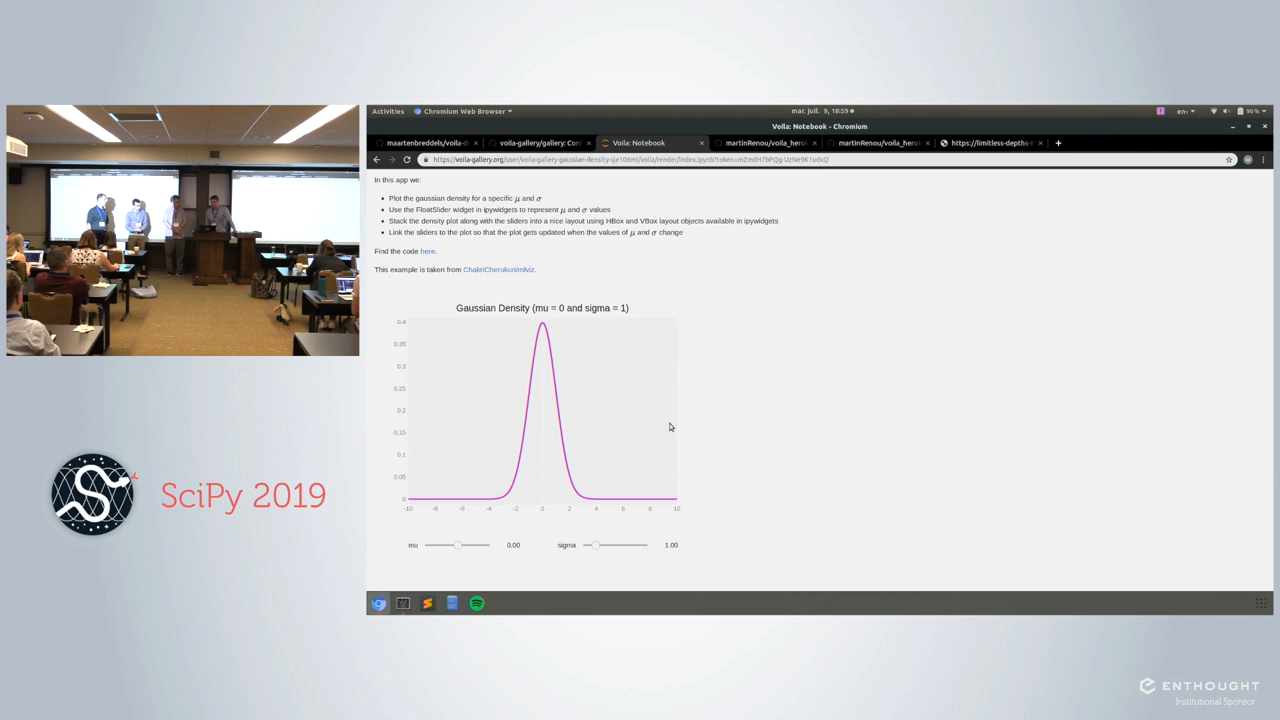 Activities
Chromium Web Browser
mar. juil. 9, 18:59
en₁
90 %
Voila: Notebook - Chromium
maartenbreddels/voila-d
voila-gallery/gallery: Con
Voila: Notebook
martinRenou/voila_hero
martinRenou/voila_hero
https://limitless-depths-8
In this app we:
Plot the gaussian density for a specific μ and σ
Use the FloatSlider widget in ipywidgets to represent μ and σ values
Stack the density plot along with the sliders into a nice layout using HBox and VBox layout objects available in ipywidgets
Link the sliders to the plot so that the plot gets updated when the values of μ and σ change
Find the code here.
This example is taken from ChakriCherukuri/mlviz.
Gaussian Density (mu = 0 and sigma = 1)
0.4
0.35
0.3
0.25
0.2
0.15
0.1
0.05
0
-10 -8 -6 -4 -2 0 2 4 6 8 10
mu 0.00 sigma 1.00
SciPy 2019
ENTHOUGHT
Institutional Sponsor